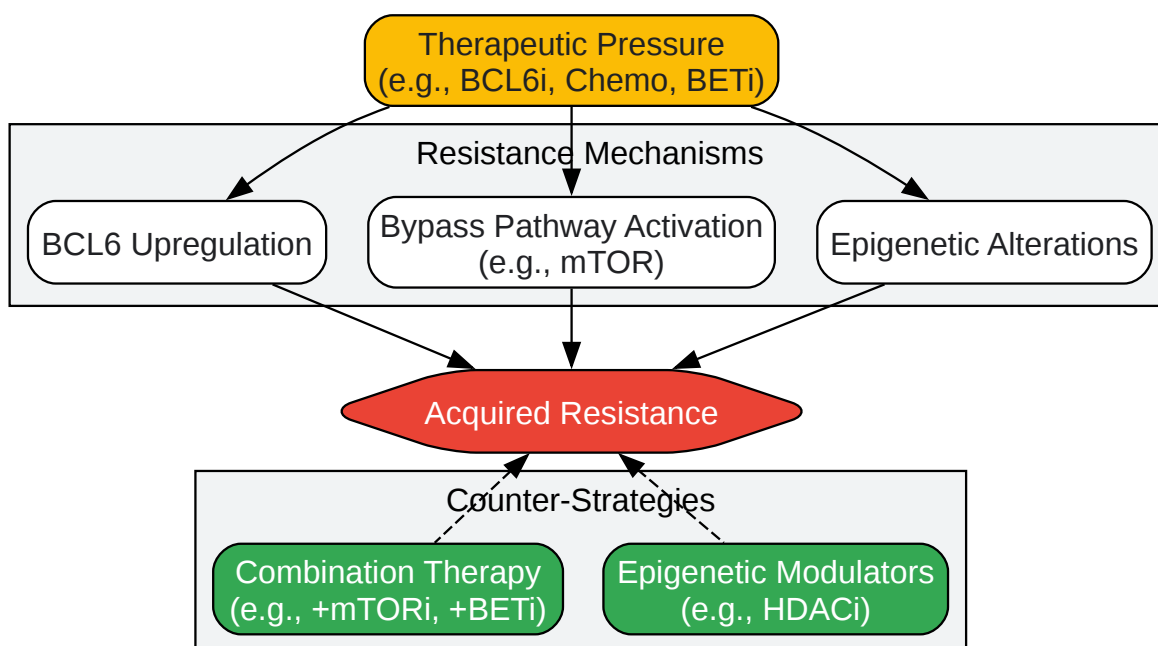 Therapeutic Pressure
(e.g., BCL6i, Chemo, BETi)
Resistance Mechanisms
BCL6 Upregulation
Bypass Pathway Activation
(e.g., mTOR)
Epigenetic Alterations
Acquired Resistance
Counter-Strategies
Combination Therapy
(e.g., +mTORi, +BETi)
Epigenetic Modulators
(e.g., HDACi)